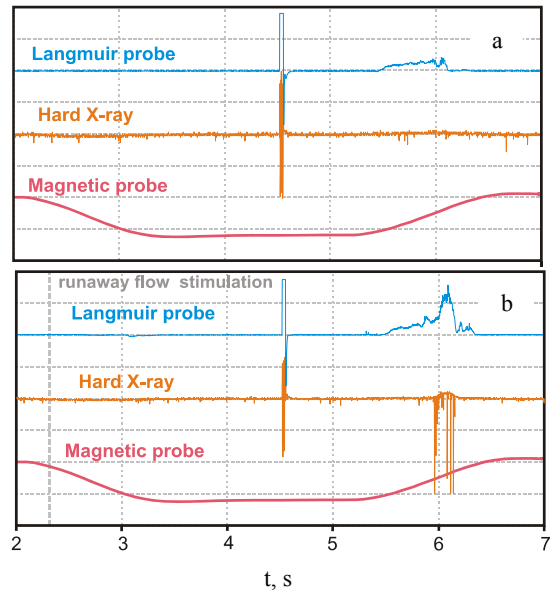 a
Langmuir probe
Hard X-ray
Magnetic probe
runaway flow stimulation
b
Langmuir probe
Hard X-ray
Magnetic probe
2 3 4 5 6 7
t, s